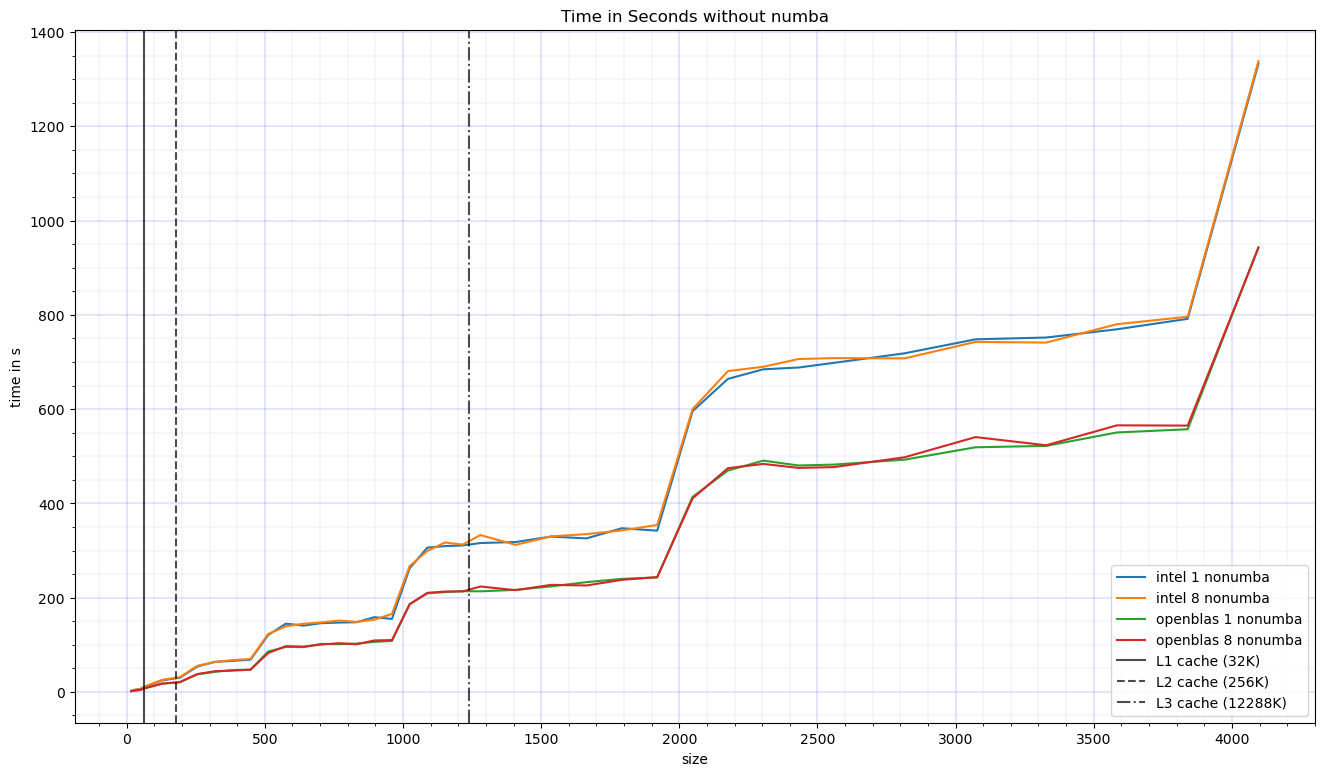 Time in Seconds without numba
1400
1200
1000
800
600
400
200
0
time in s
0 500 1000 1500 2000 2500 3000 3500 4000
size
intel 1 nonumba
intel 8 nonumba
openblas 1 nonumba
openblas 8 nonumba
L1 cache (32K)
L2 cache (256K)
L3 cache (12288K)